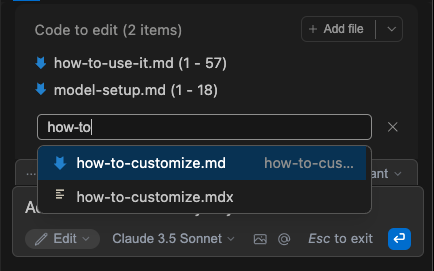 Code to edit (2 items)
+ Add file
how-to-use-it.md (1 - 57)
model-setup.md (1 - 18)
how-to
how-to-customize.md how-to-cus...
how-to-customize.mdx
Edit Claude 3.5 Sonnet @ Esc to exit